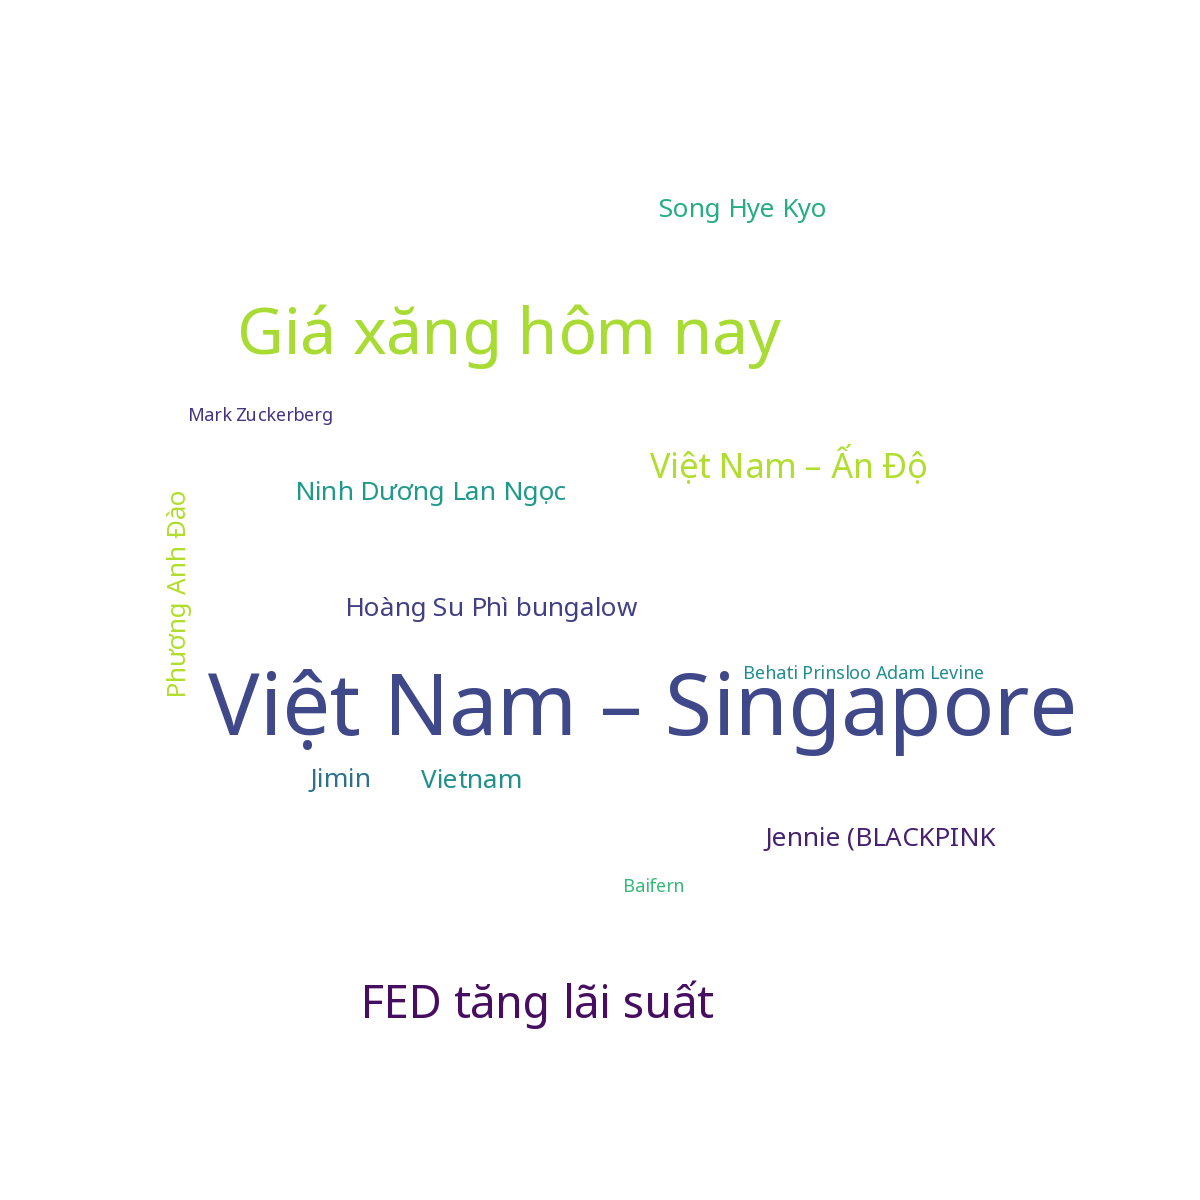 Song Hye Kyo
Giá xăng hôm nay
Mark Zuckerberg
Việt Nam – Ấn Độ
Ninh Dương Lan Ngọc
Phương Anh Đào
Hoàng Su Phì bungalow
Behati Prinsloo Adam Levine
Việt Nam – Singapore
Jimin
Vietnam
Jennie (BLACKPINK
Baifern
FED tăng lãi suất